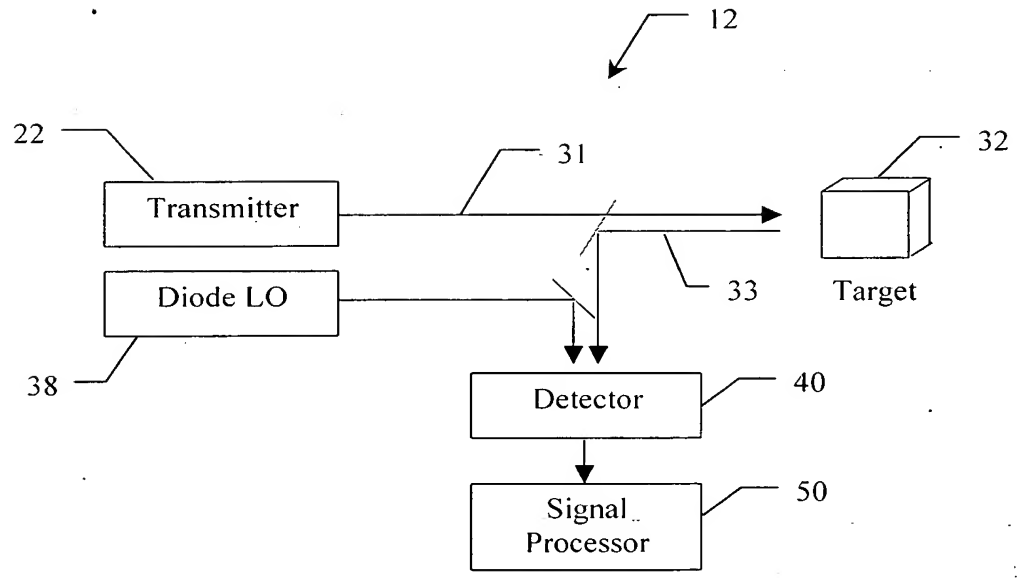 12
22
31
32
Transmitter
Diode LO
33
Target
38
Detector
40
Signal
Processor
50